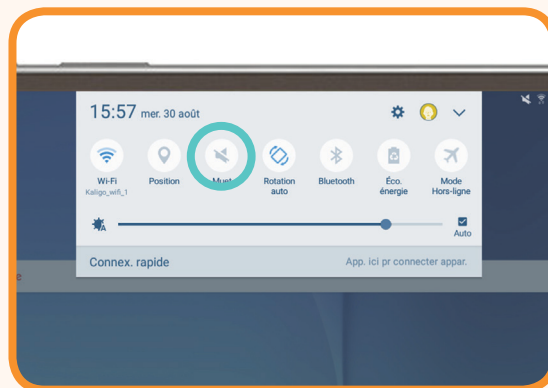 15:57 mer. 30 août
Wi-Fi Position Muet Rotation Bluetooth Éco. Mode
Kaligo_wifi_1 auto énergie Hors-ligne
A
Auto
Connex. rapide App. ici pr connecter appar.
e